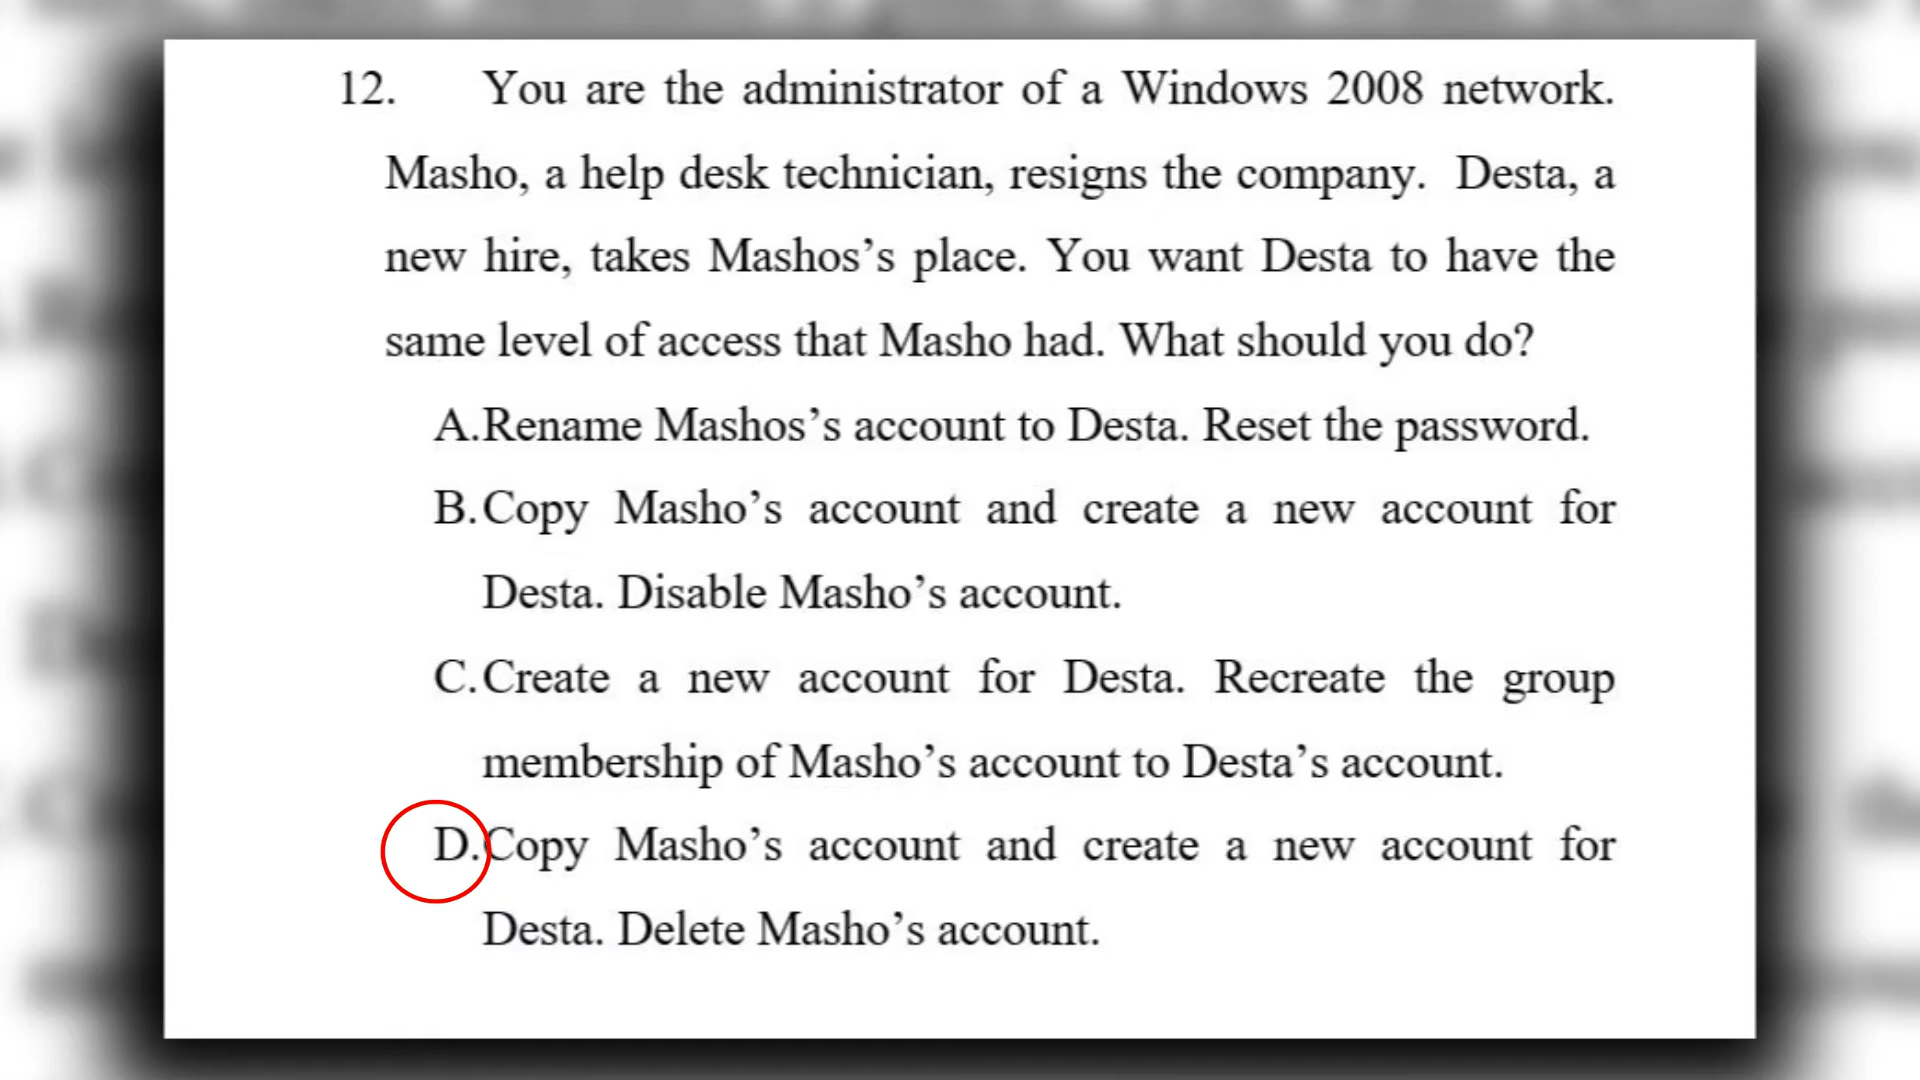 12. You are the administrator of a Windows 2008 network.
Masho, a help desk technician, resigns the company. Desta, a
new hire, takes Mashos’s place. You want Desta to have the
same level of access that Masho had. What should you do?
A.Rename Mashos’s account to Desta. Reset the password.
B.Copy Masho’s account and create a new account for
Desta. Disable Masho’s account.
C.Create a new account for Desta. Recreate the group
membership of Masho’s account to Desta’s account.
D.Copy Masho’s account and create a new account for
Desta. Delete Masho’s account.